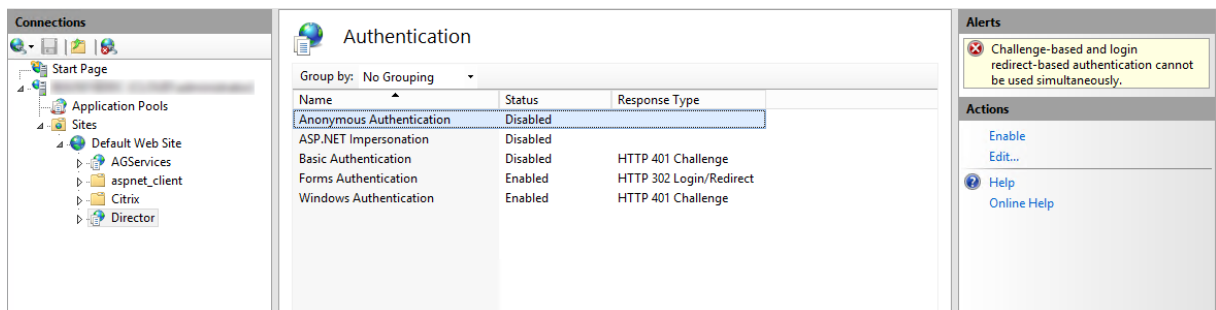 Connections
Start Page
Application Pools
Sites
Default Web Site
AGServices
aspnet_client
Citrix
Director
Authentication
Group by: No Grouping
Name Status Response Type
Anonymous Authentication Disabled
ASP.NET Impersonation Disabled
Basic Authentication Disabled HTTP 401 Challenge
Forms Authentication Enabled HTTP 302 Login/Redirect
Windows Authentication Enabled HTTP 401 Challenge
Alerts
Challenge-based and login
redirect-based authentication cannot
be used simultaneously.
Actions
Enable
Edit...
Help
Online Help